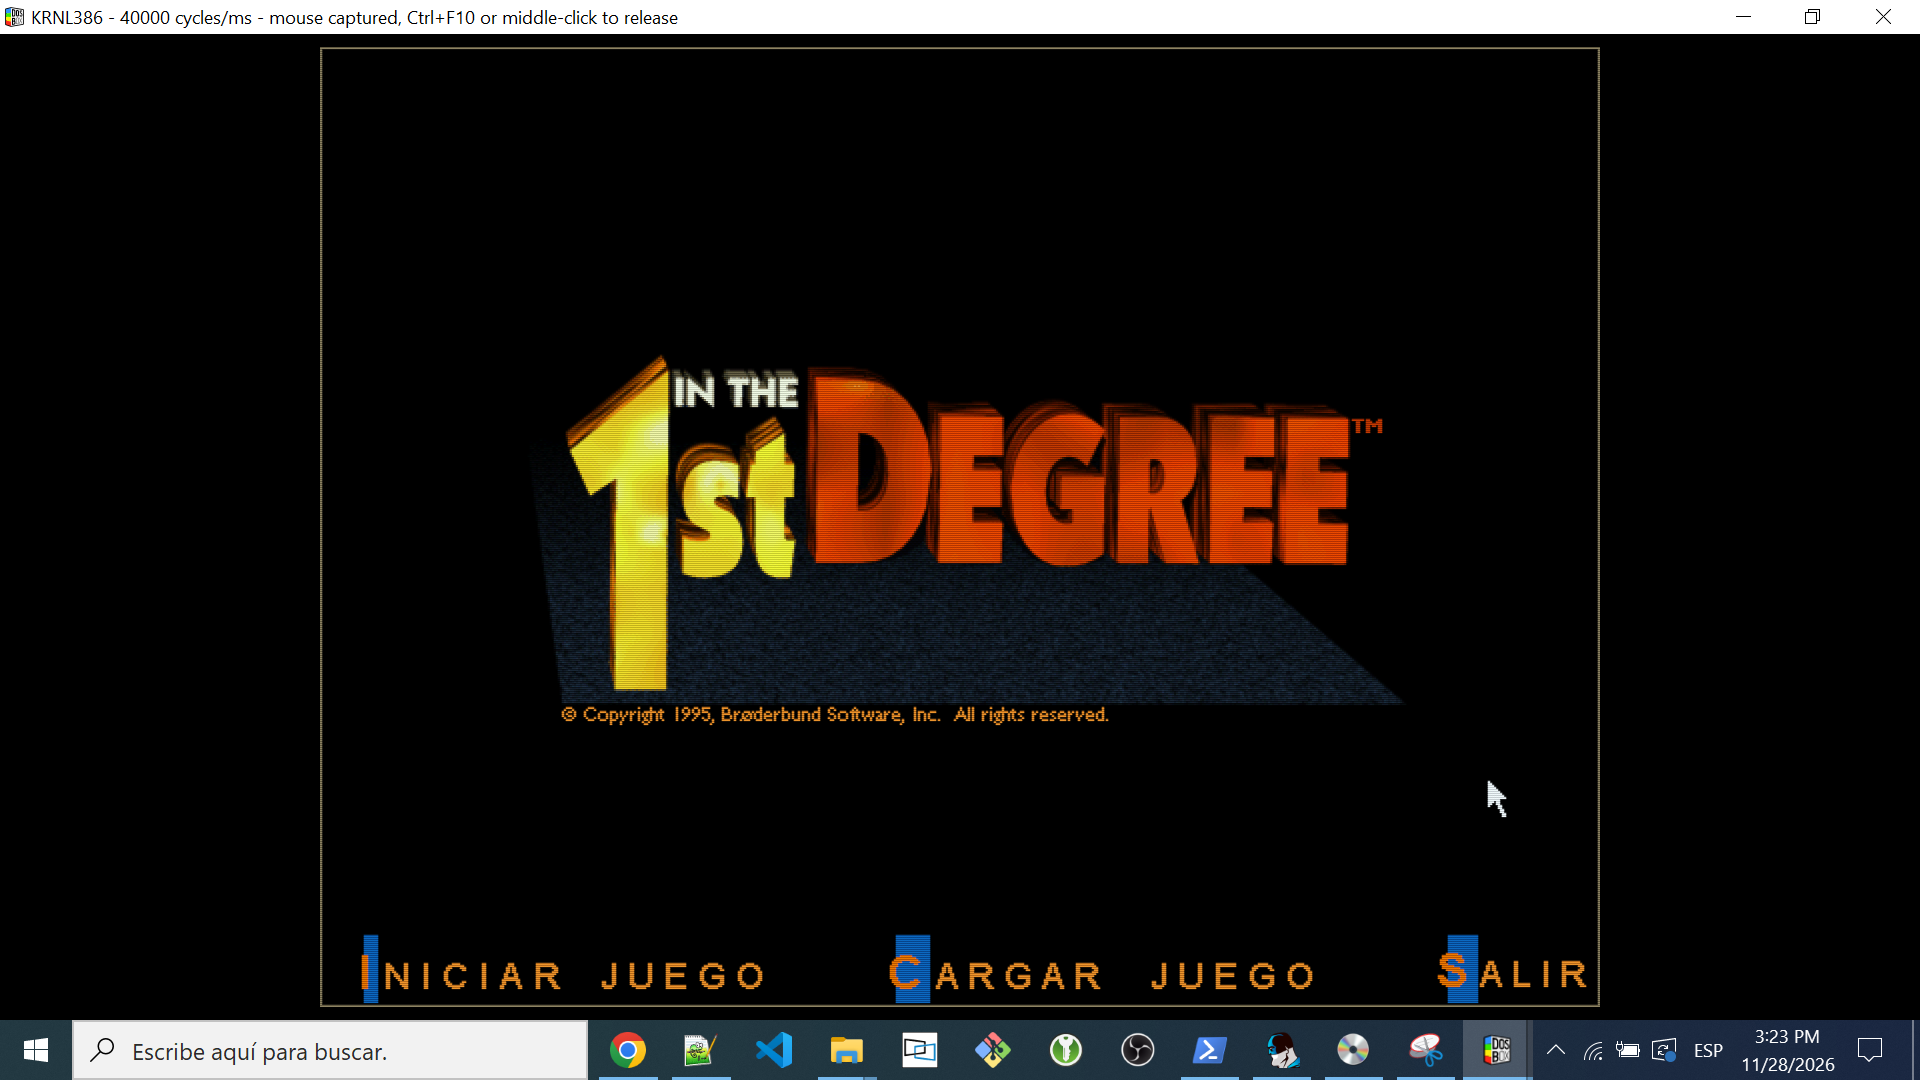 KRNL386 - 40000 cycles/ms - mouse captured, Ctrl+F10 or middle-click to release
IN THE
1st DEGREE™
© Copyright 1995, Brøderbund Software, Inc. All rights reserved.
INICIAR JUEGO CARGAR JUEGO SALIR
Escribe aquí para buscar.
DOS BOX
ESP
3:23 PM
11/28/2026